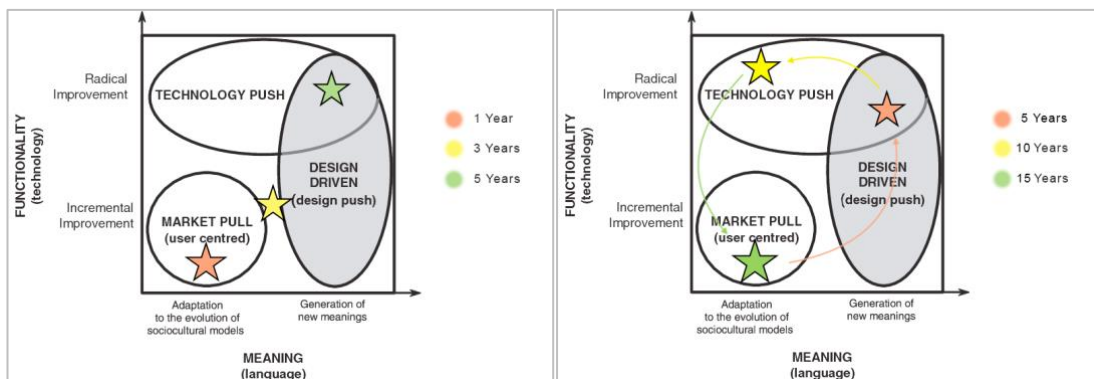 Radical
Improvement
TECHNOLOGY PUSH
FUNCTIONALITY
(technology)
DESIGN
DRIVEN
(design push)
Incremental
Improvement
MARKET PULL
(user centred)
Adaptation
to the evolution of
sociocultural models
Generation of
new meanings
MEANING
(language)
1 Year
3 Years
5 Years
Radical
Improvement
TECHNOLOGY PUSH
FUNCTIONALITY
(technology)
DESIGN
DRIVEN
(design push)
Incremental
Improvement
MARKET PULL
(user centred)
Adaptation
to the evolution of
sociocultural models
Generation of
new meanings
MEANING
(language)
5 Years
10 Years
15 Years